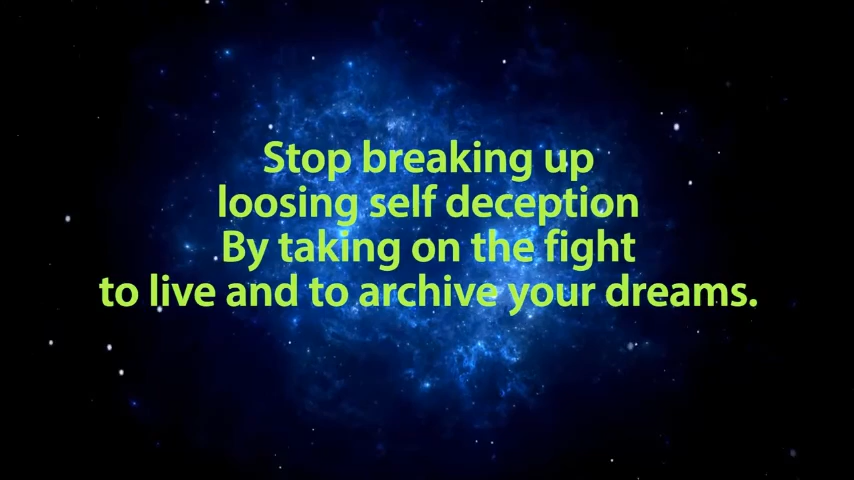 Stop breaking up
loosing self deception
By taking on the fight
to live and to archive your dreams.